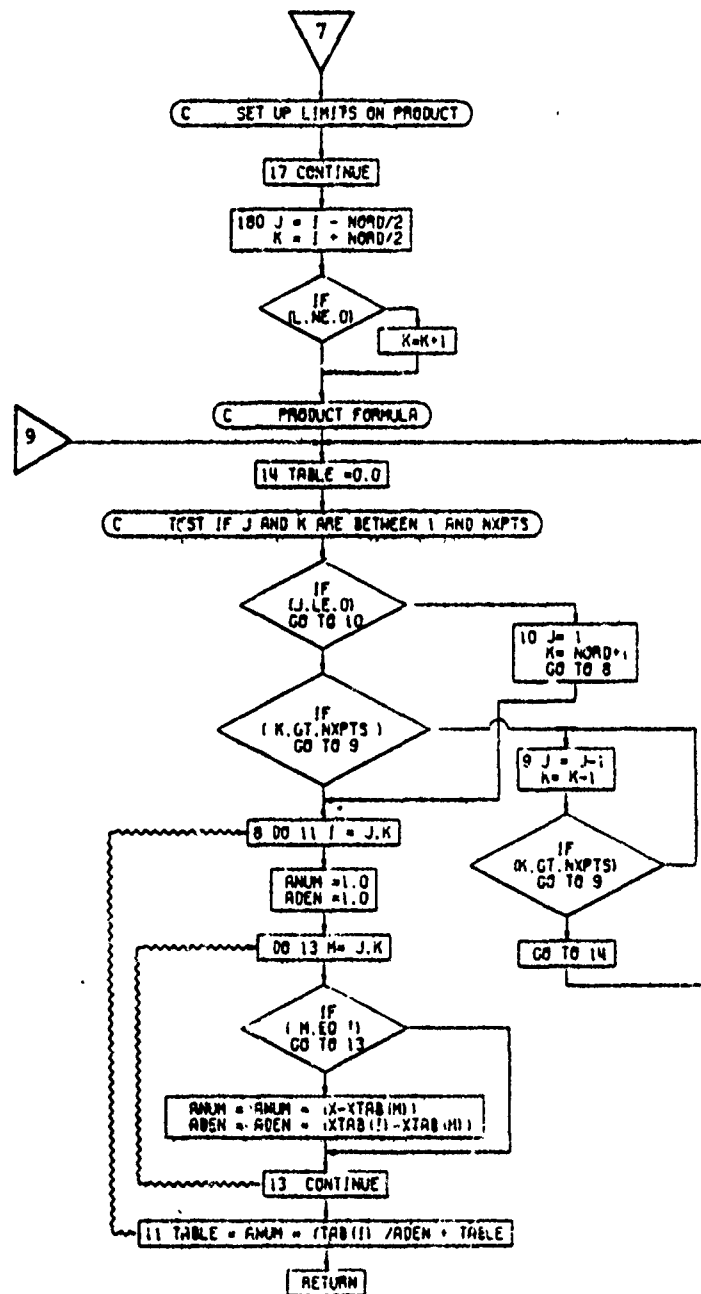 7
C SET UP LIMITS ON PRODUCT
17 CONTINUE
180 J = I - NORD/2
K = I + NORD/2
IF
(L.NE.0)
K=K+1
C PRODUCT FORMULA
9
14 TABLE =0.0
C TEST IF J AND K ARE BETWEEN 1 AND NXPTS
IF
(J.LE.0)
GO TO 10
10 J= 1
K= NORD+1
GO TO 8
IF
( K.GT.NXPTS )
GO TO 9
9 J = J-1
K= K-1
IF
(K.GT.NXPTS)
GO TO 9
GO TO 14
8 DO 11 I = J,K
ANUM =1.0
ADEN =1.0
DO 13 M= J,K
IF
( M.EQ I)
GO TO 13
ANUM = ANUM * (X-XTAB(M))
ADEN = ADEN * (XTAB(I)-XTAB(M))
13 CONTINUE
11 TABLE = ANUM * YTAB(I) /ADEN + TABLE
RETURN